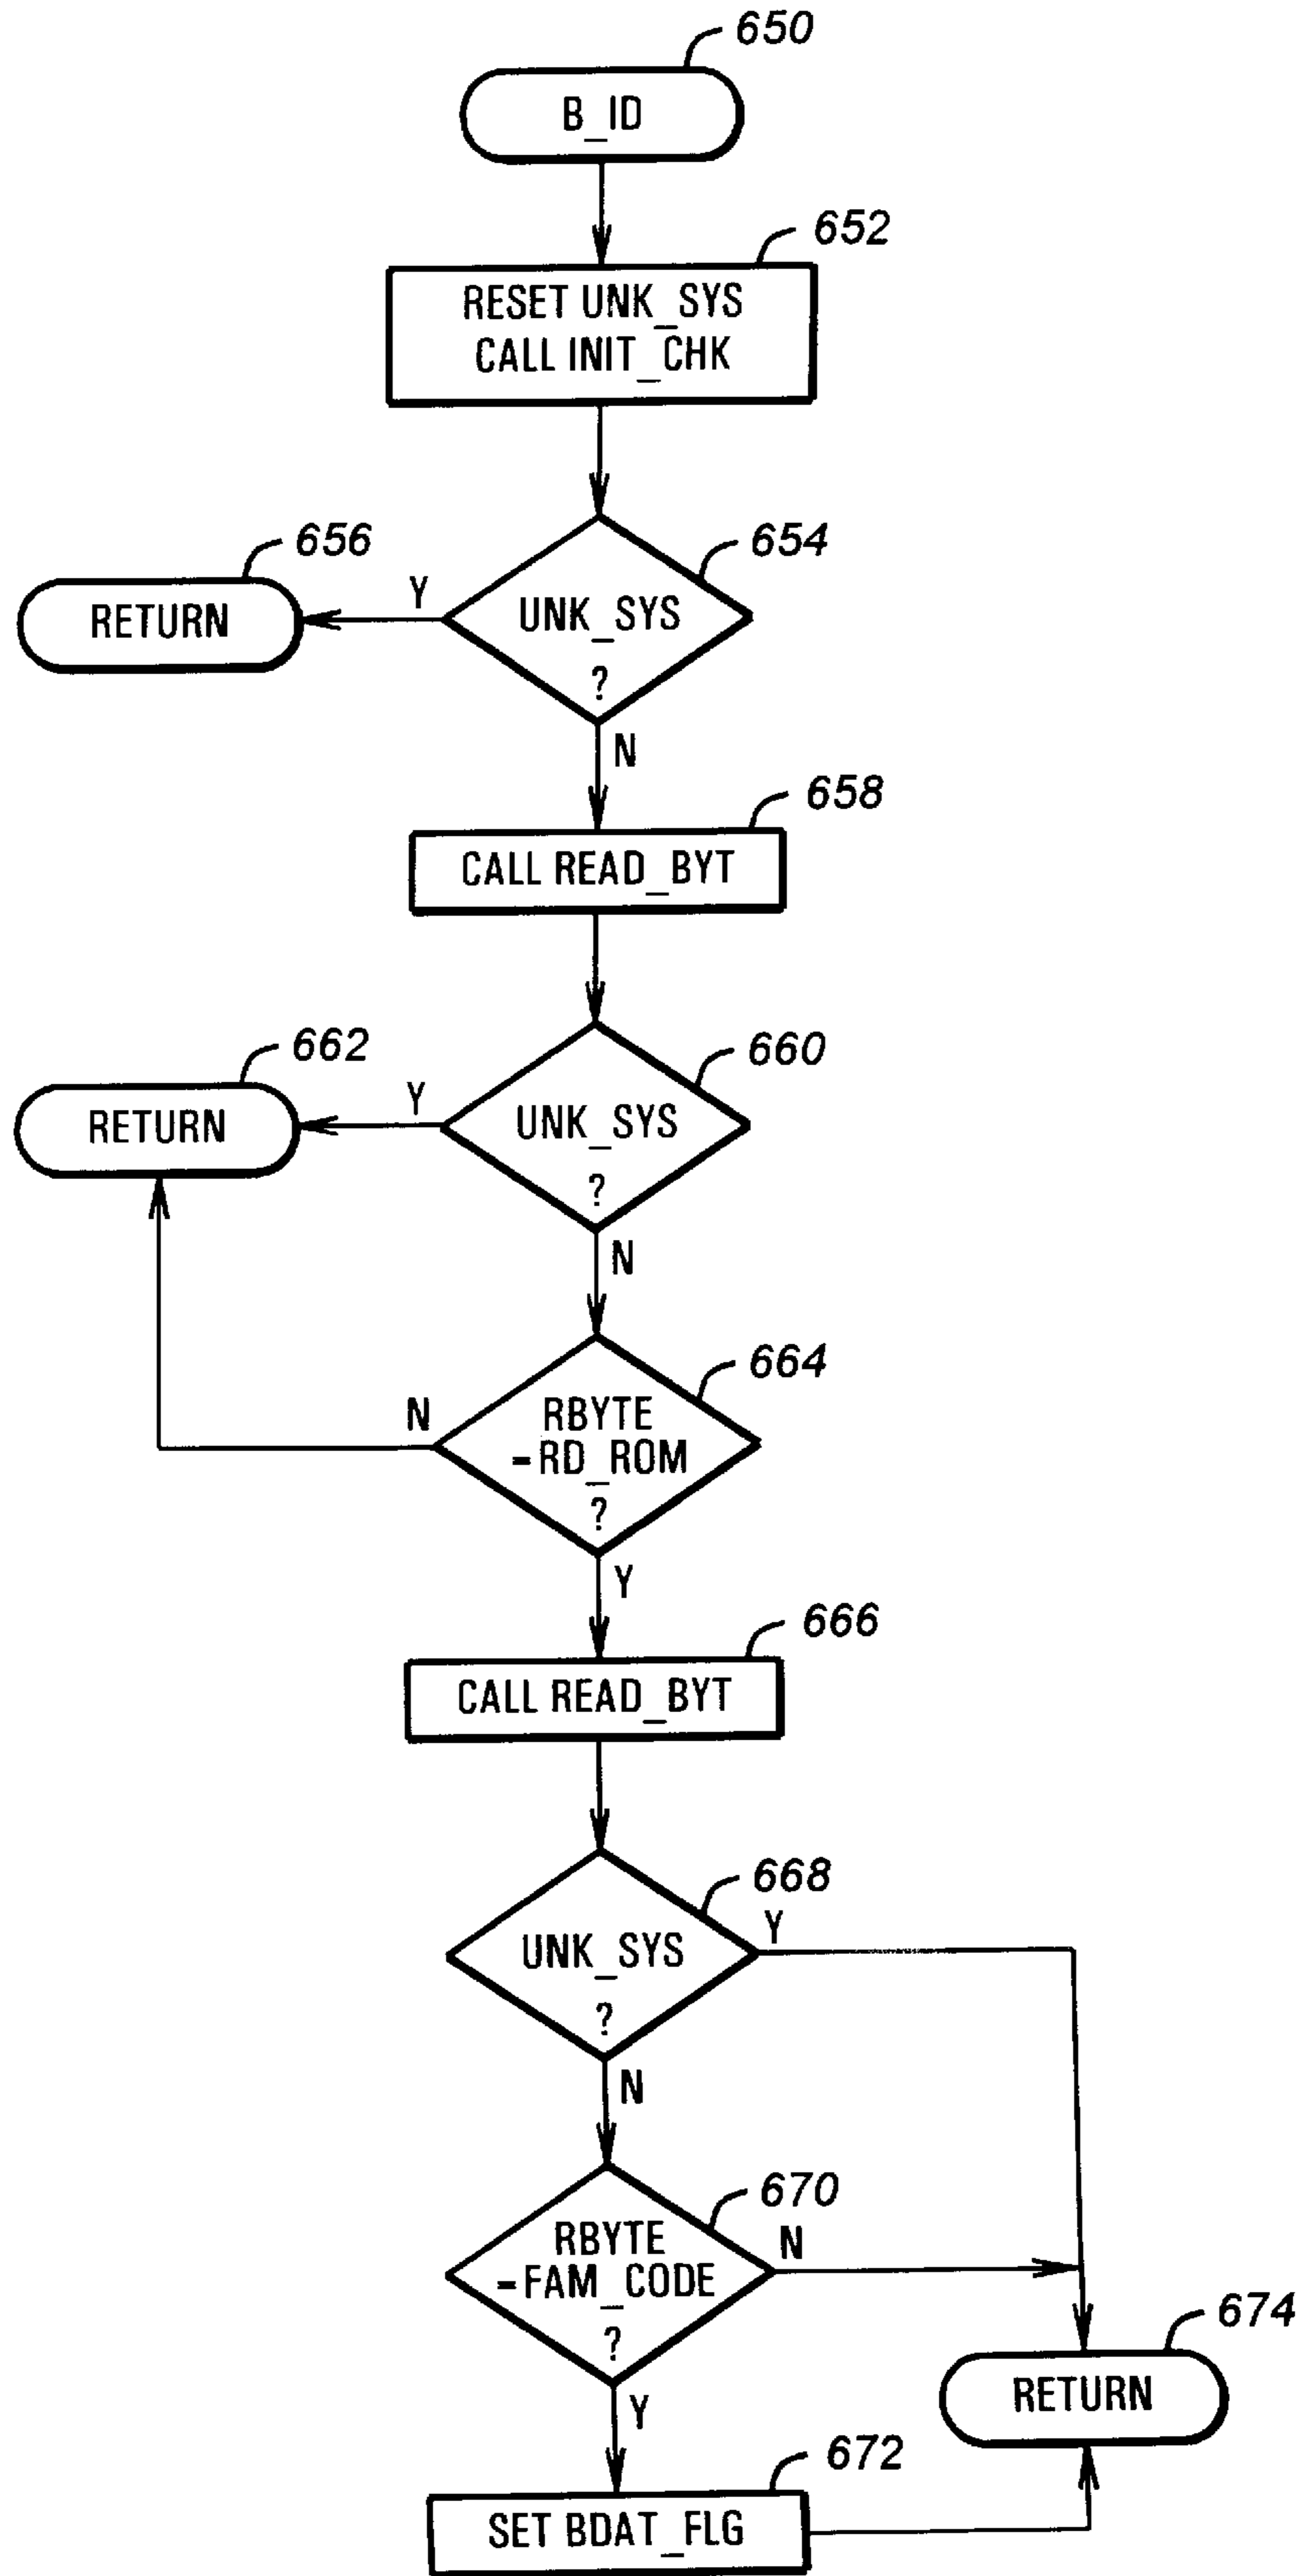 650
B_ID
652
RESET UNK_SYS
CALL INIT_CHK
654
656
Y
RETURN
UNK_SYS
?
N
658
CALL READ_BYT
660
662
Y
RETURN
UNK_SYS
?
N
664
N
RBYTE
=RD_ROM
?
Y
666
CALL READ_BYT
668
Y
UNK_SYS
?
N
670
N
RBYTE
=FAM_CODE
?
674
RETURN
Y
672
SET BDAT_FLG